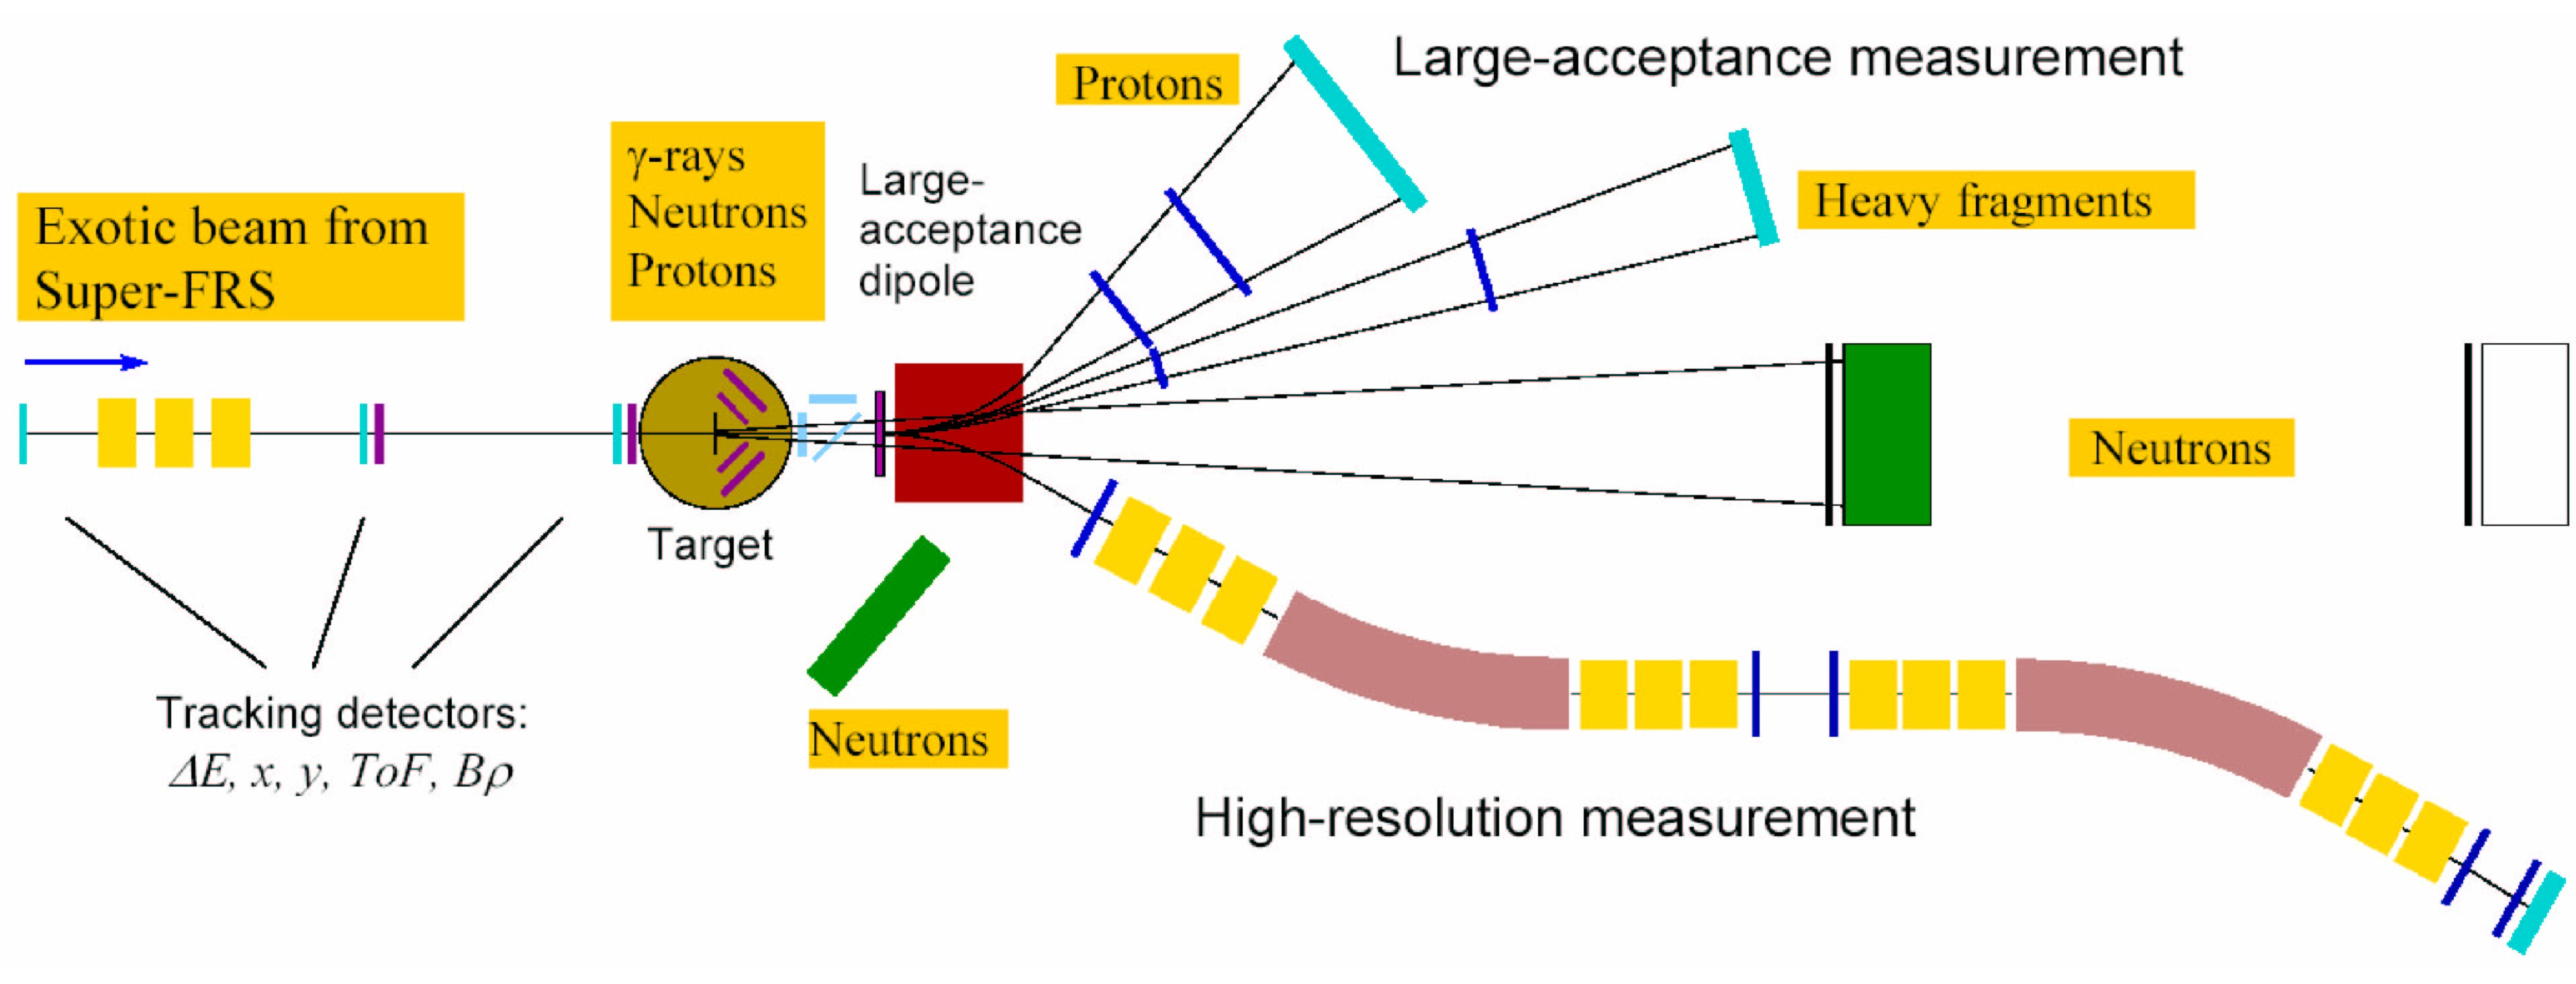 Large-acceptance measurement
Protons
γ-rays
Neutrons
Protons
Large-
acceptance
dipole
Heavy fragments
Exotic beam from
Super-FRS
Neutrons
Target
Tracking detectors:
ΔE, x, y, ToF, Bρ
Neutrons
High-resolution measurement